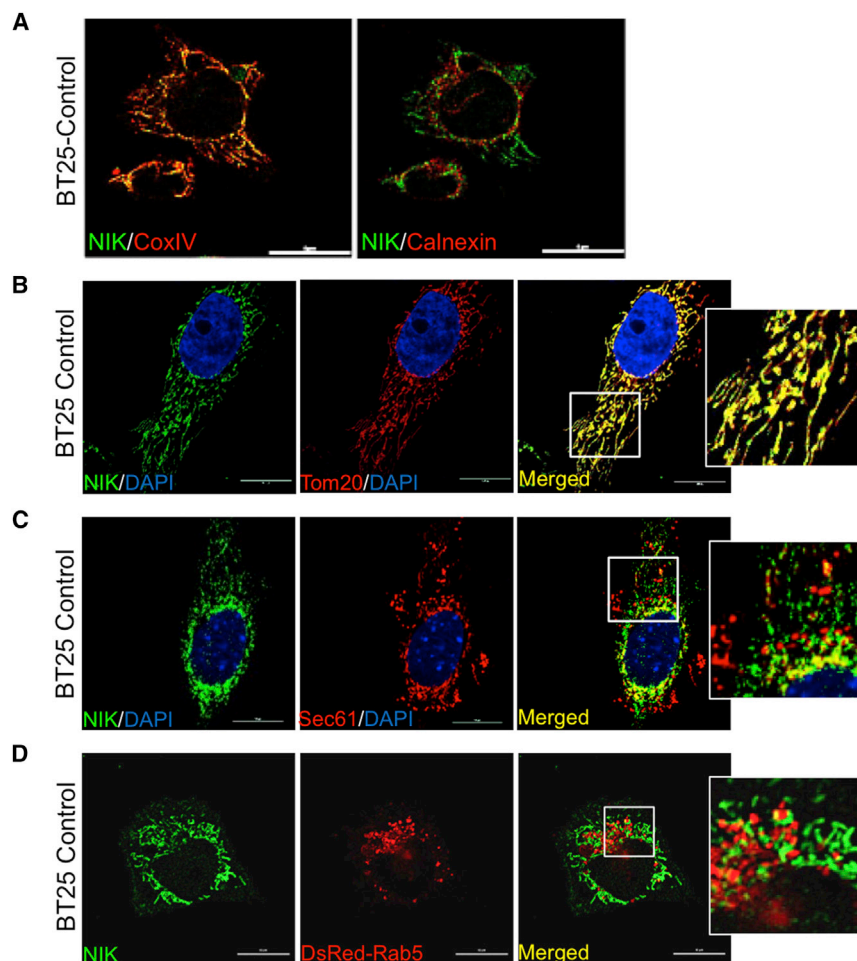 A
BT25-Control
NIK/CoxIV
NIK/Calnexin
B
BT25 Control
NIK/DAPI
Tom20/DAPI
Merged
C
BT25 Control
NIK/DAPI
Sec61/DAPI
Merged
D
BT25 Control
NIK
DsRed-Rab5
Merged